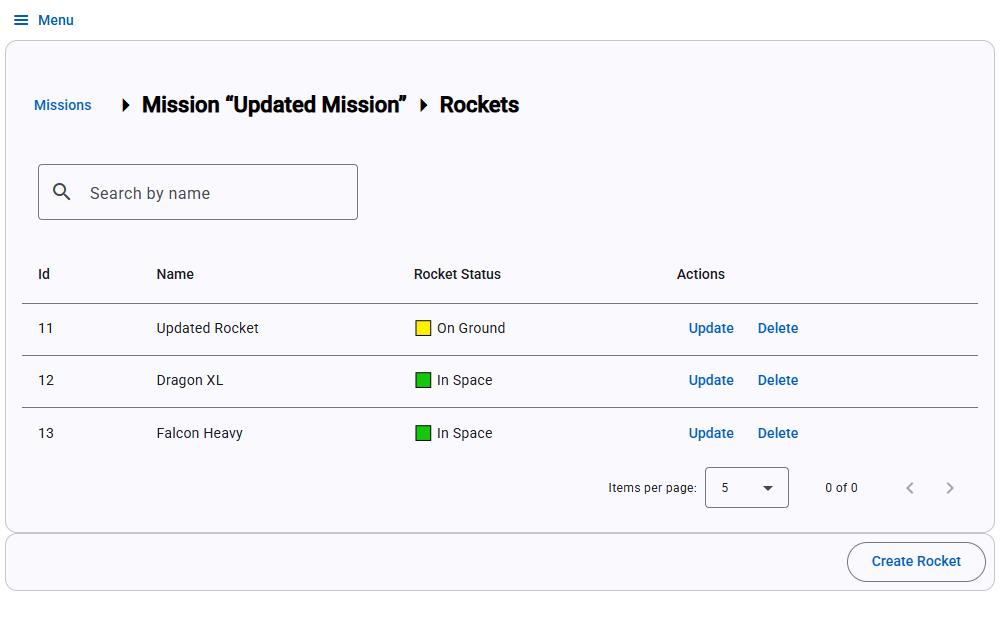 Menu
Missions Mission “Updated Mission” Rockets
Search by name
Id Name Rocket Status Actions
11 Updated Rocket On Ground Update Delete
12 Dragon XL In Space Update Delete
13 Falcon Heavy In Space Update Delete
Items per page: 5 0 of 0
Create Rocket